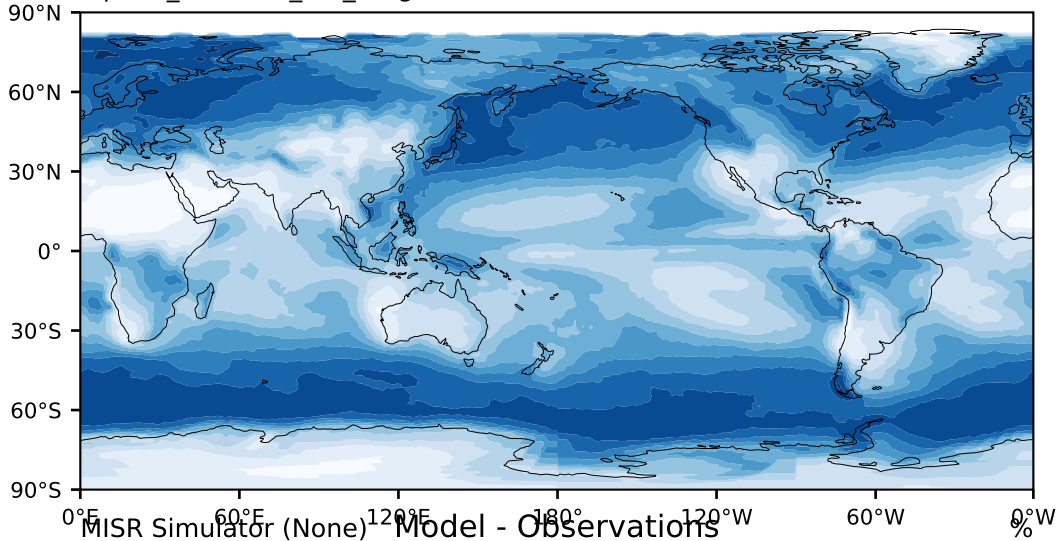 90°N
60°N
30°N
0°
30°S
60°S
90°S
0°E 60°E 120°E 180°W 120°W 60°W 0°W
MISR Simulator (None) Model - Observations %